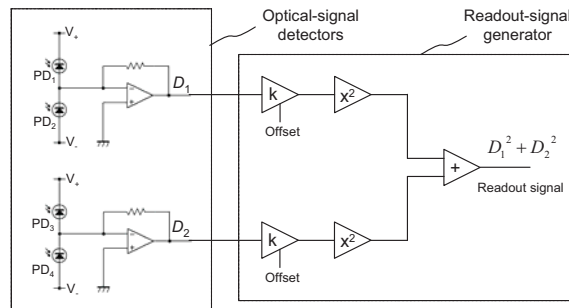 Optical-signal
detectors
Readout-signal
generator
V+
PD1
PD2
V-
D1
k
Offset
x²
D1² + D2²
+
Readout signal
V+
PD3
PD4
V-
D2
k
Offset
x²